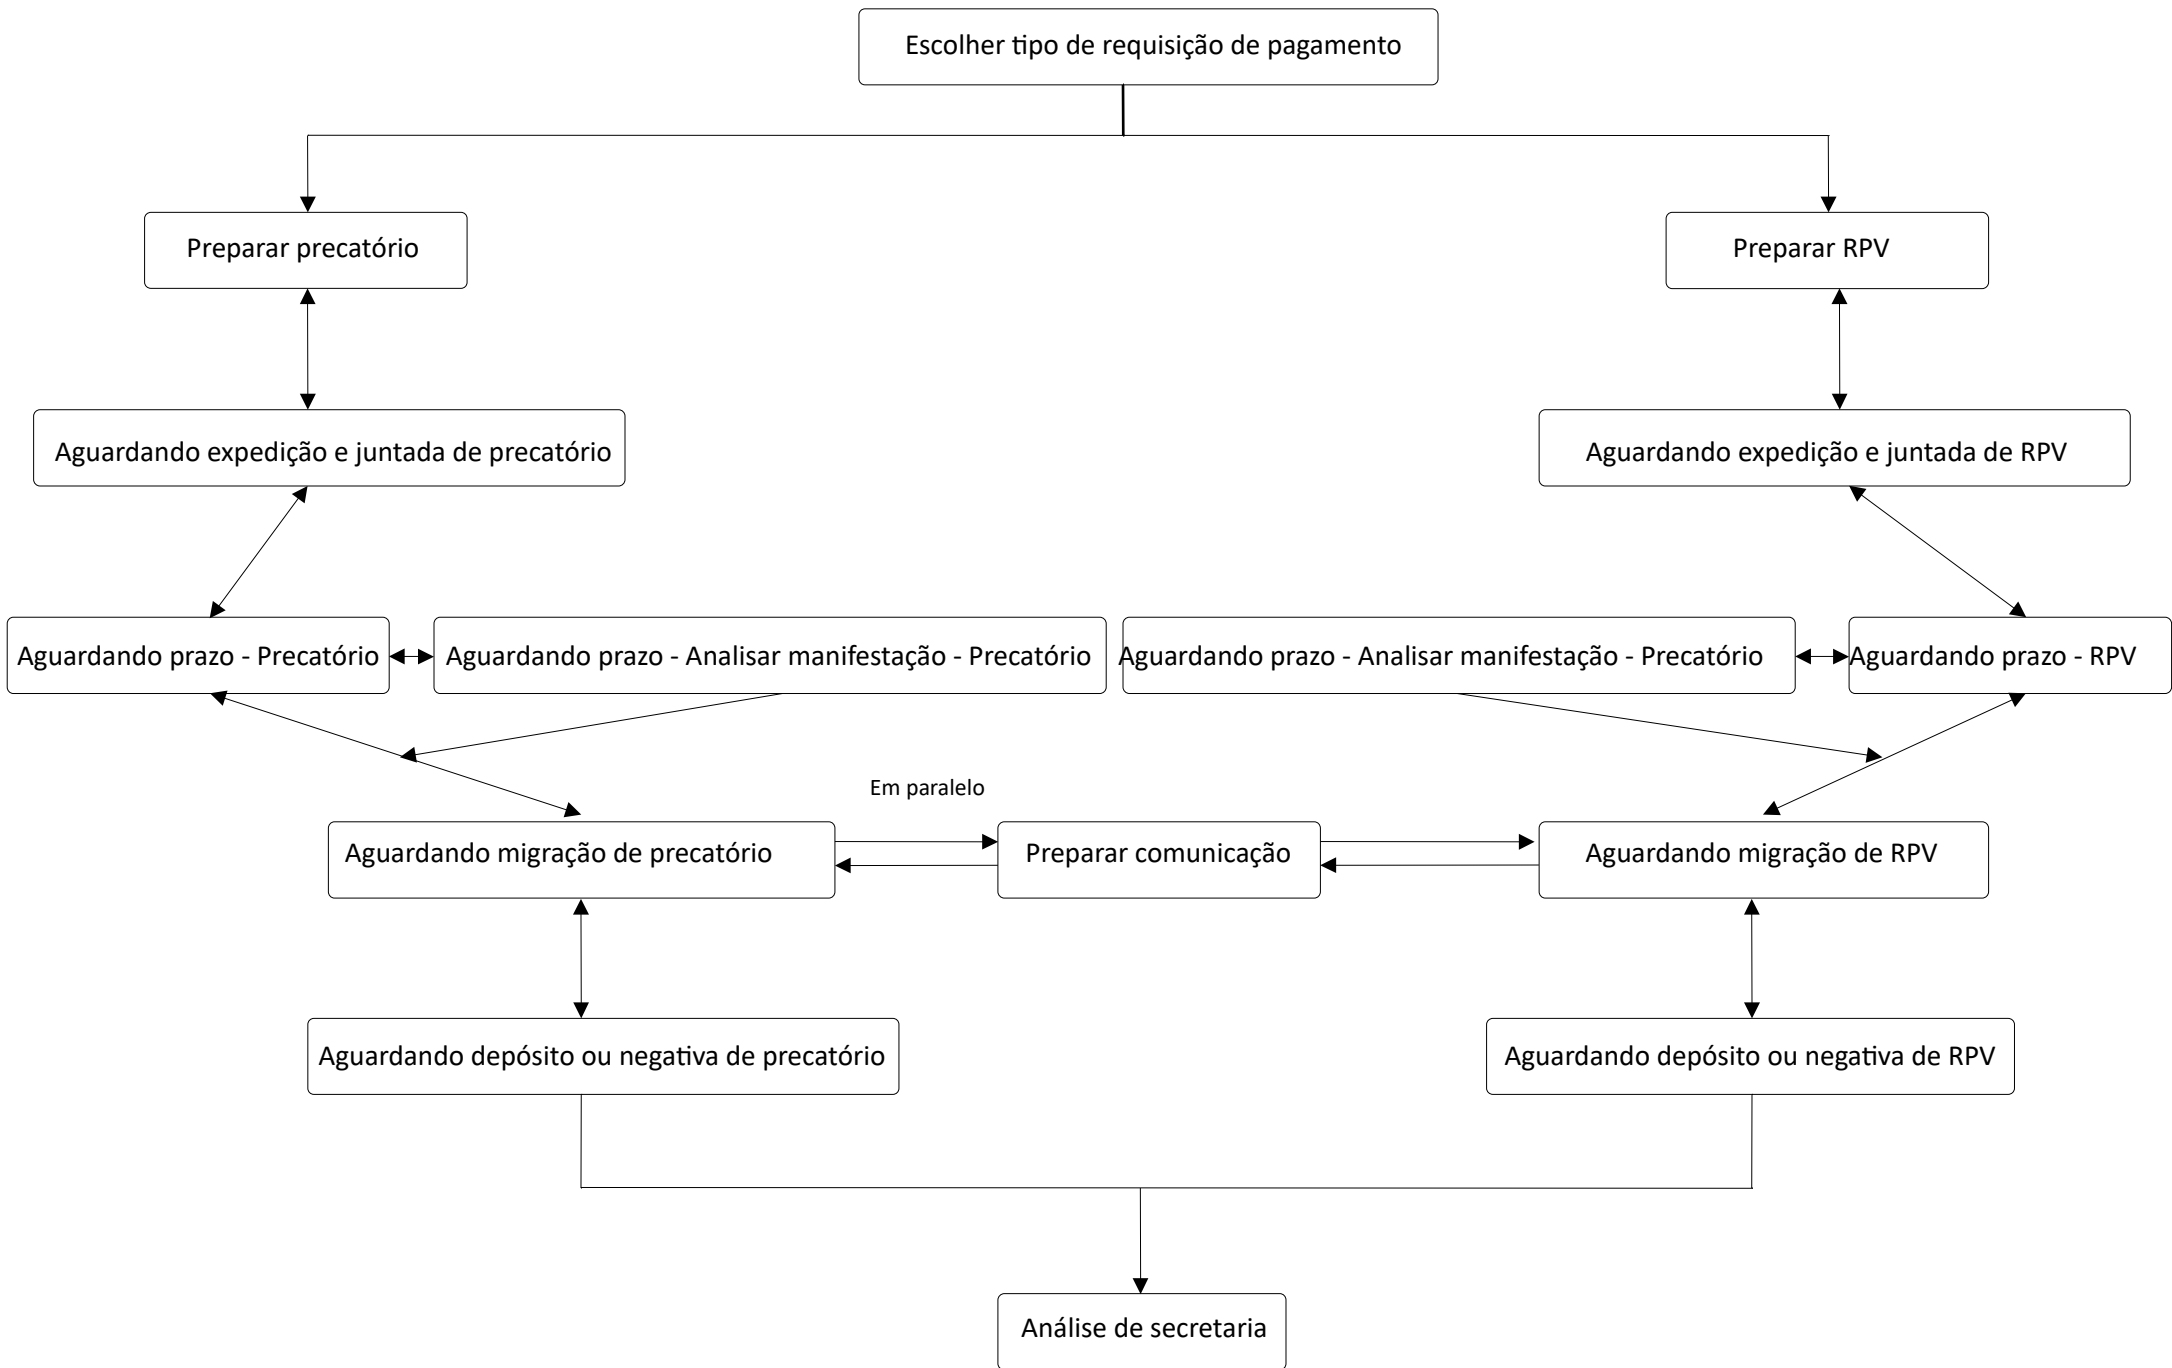 Escolher tipo de requisição de pagamento
Preparar precatório
Preparar RPV
Aguardando expedição e juntada de precatório
Aguardando expedição e juntada de RPV
Aguardando prazo - Precatório
Aguardando prazo - Analisar manifestação - Precatório
Aguardando prazo - Analisar manifestação - Precatório
Aguardando prazo - RPV
Em paralelo
Aguardando migração de precatório
Preparar comunicação
Aguardando migração de RPV
Aguardando depósito ou negativa de precatório
Aguardando depósito ou negativa de RPV
Análise de secretaria